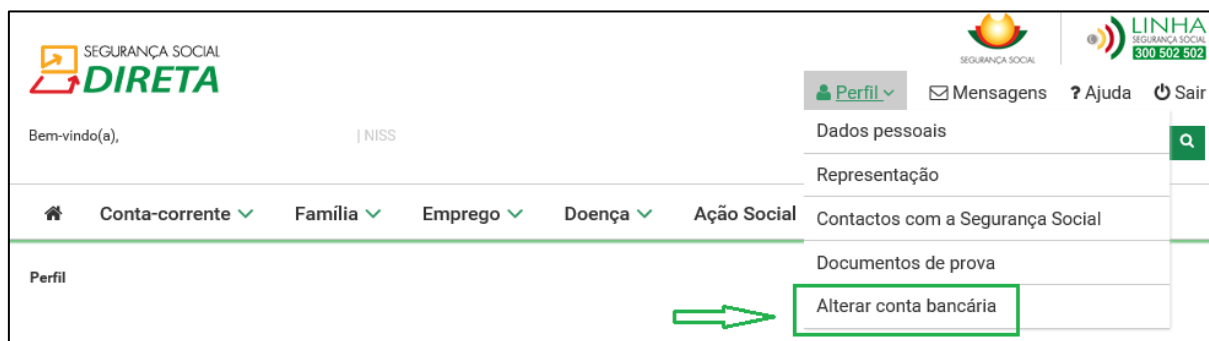 SEGURANÇA SOCIAL
DIRETA
SEGURANÇA SOCIAL
LINHA
SEGURANÇA SOCIAL
300 502 502
Perfil
Mensagens
? Ajuda
Sair
Bem-vindo(a),
| NISS
Dados pessoais
Representação
Contactos com a Segurança Social
Documentos de prova
Alterar conta bancária
Conta-corrente
Família
Emprego
Doença
Ação Social
Perfil